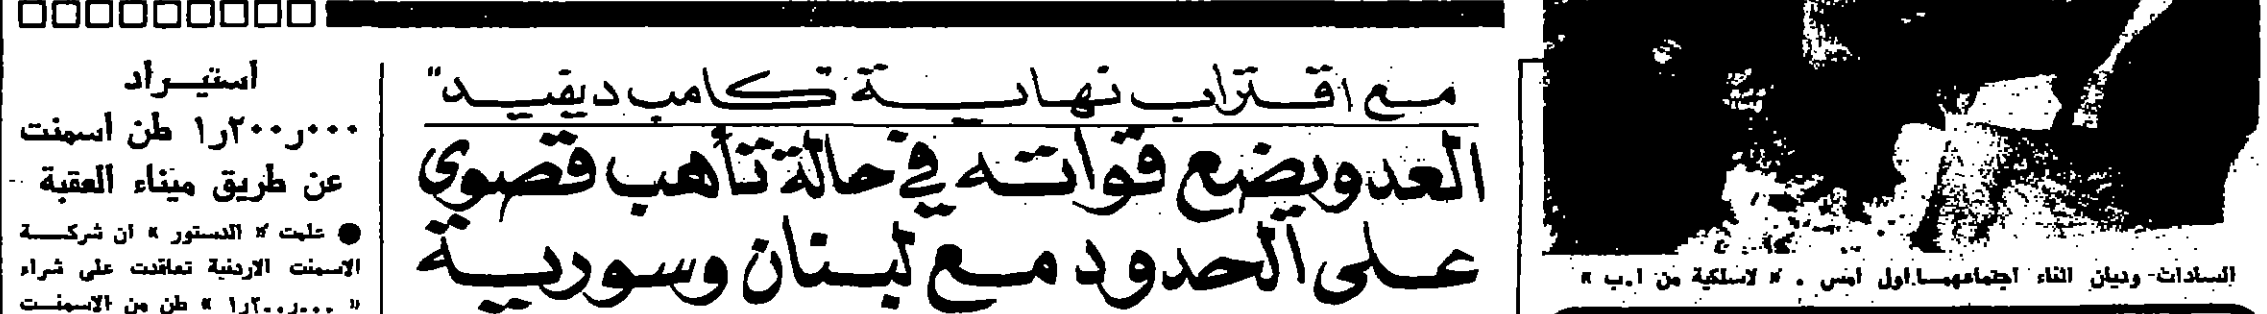 السادات وديان اثناء اجتماعهما اول امس . « لاسلكية من ا.ب »
مع اقتراب نهاية كامب ديفيد"
العدو يضع قواته في حالة تأهب قصوي
على الحدود مع لبنان وسورية
استيراد
٠٠٠ر٢٠٠ر١ طن اسمنت
عن طريق ميناء العقبة
● علمت « الدستور » ان شركة
الاسمنت الاردنية تعاقدت على شراء
« ٠٠٠ر٢٠٠ر١ » طن من الاسمنت